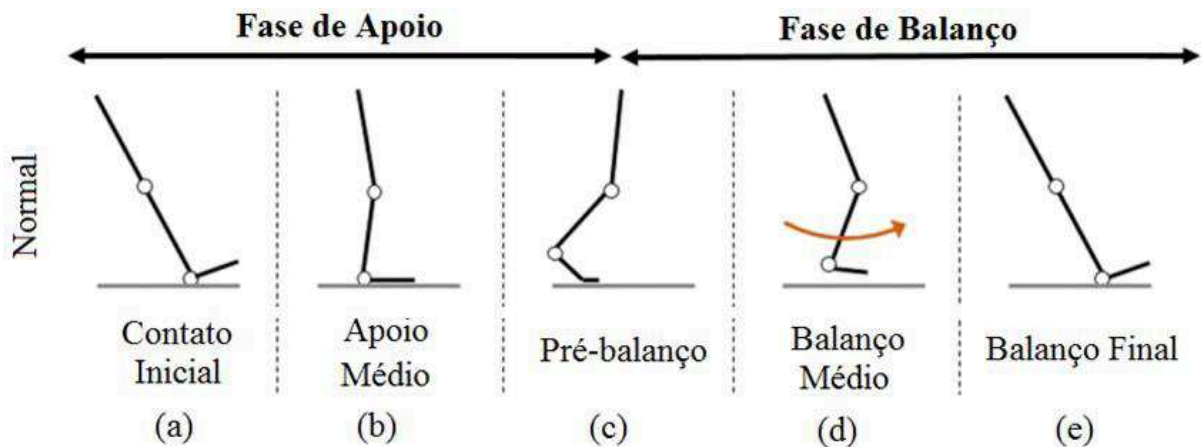 Fase de Apoio
Fase de Balanço
Normal
Contato
Inicial
Apoio
Médio
Pré-balanço
Balanço
Médio
Balanço Final
(a)
(b)
(c)
(d)
(e)